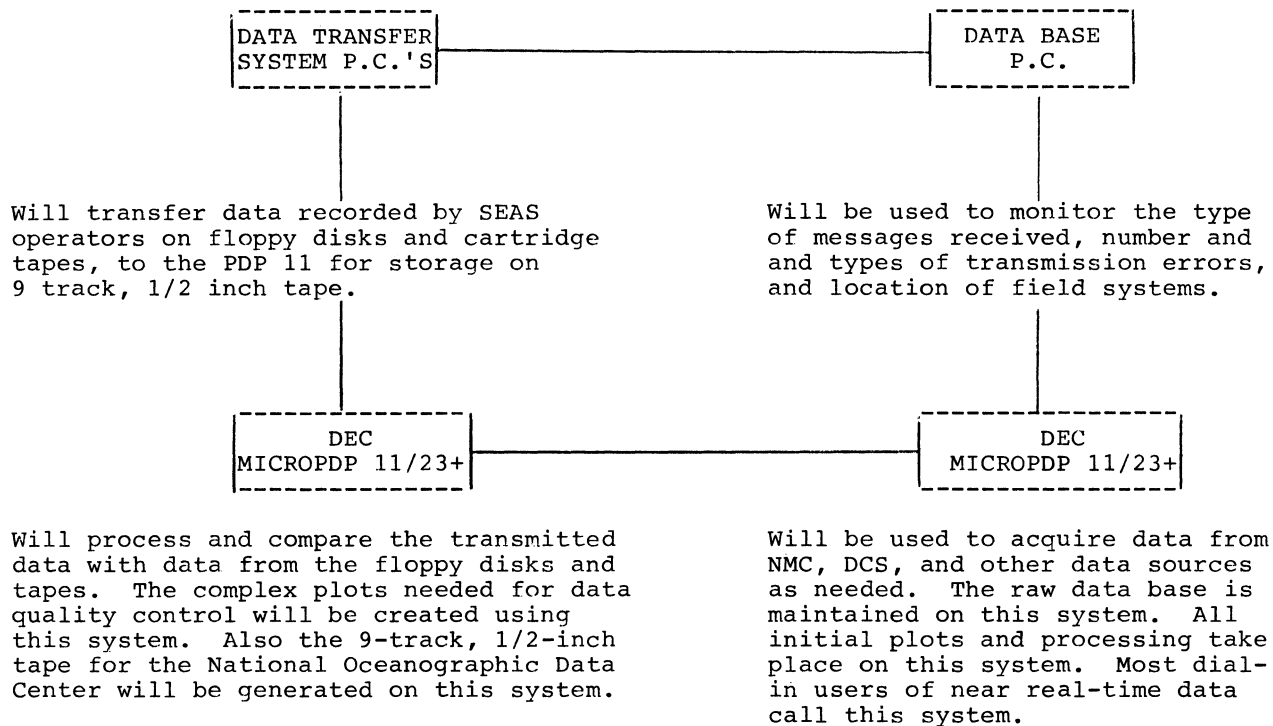 DATA TRANSFER
SYSTEM P.C.'S
DATA BASE
P.C.
Will transfer data recorded by SEAS
operators on floppy disks and cartridge
tapes, to the PDP 11 for storage on
9 track, 1/2 inch tape.
Will be used to monitor the type
of messages received, number and
and types of transmission errors,
and location of field systems.
DEC
MICROPDP 11/23+
DEC
MICROPDP 11/23+
Will process and compare the transmitted
data with data from the floppy disks and
tapes. The complex plots needed for data
quality control will be created using
this system. Also the 9-track, 1/2-inch
tape for the National Oceanographic Data
Center will be generated on this system.
Will be used to acquire data from
NMC, DCS, and other data sources
as needed. The raw data base is
maintained on this system. All
initial plots and processing take
place on this system. Most dial-
in users of near real-time data
call this system.